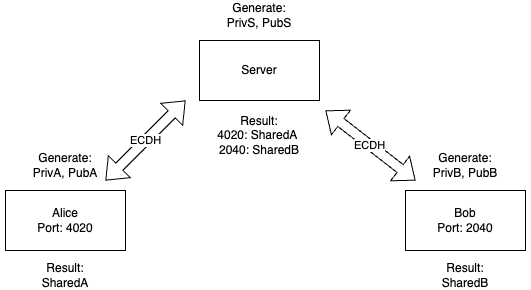 Generate:
PrivS, PubS
Server
Result:
4020: SharedA
2040: SharedB
ECDH
ECDH
Generate:
PrivA, PubA
Alice
Port: 4020
Result:
SharedA
Generate:
PrivB, PubB
Bob
Port: 2040
Result:
SharedB